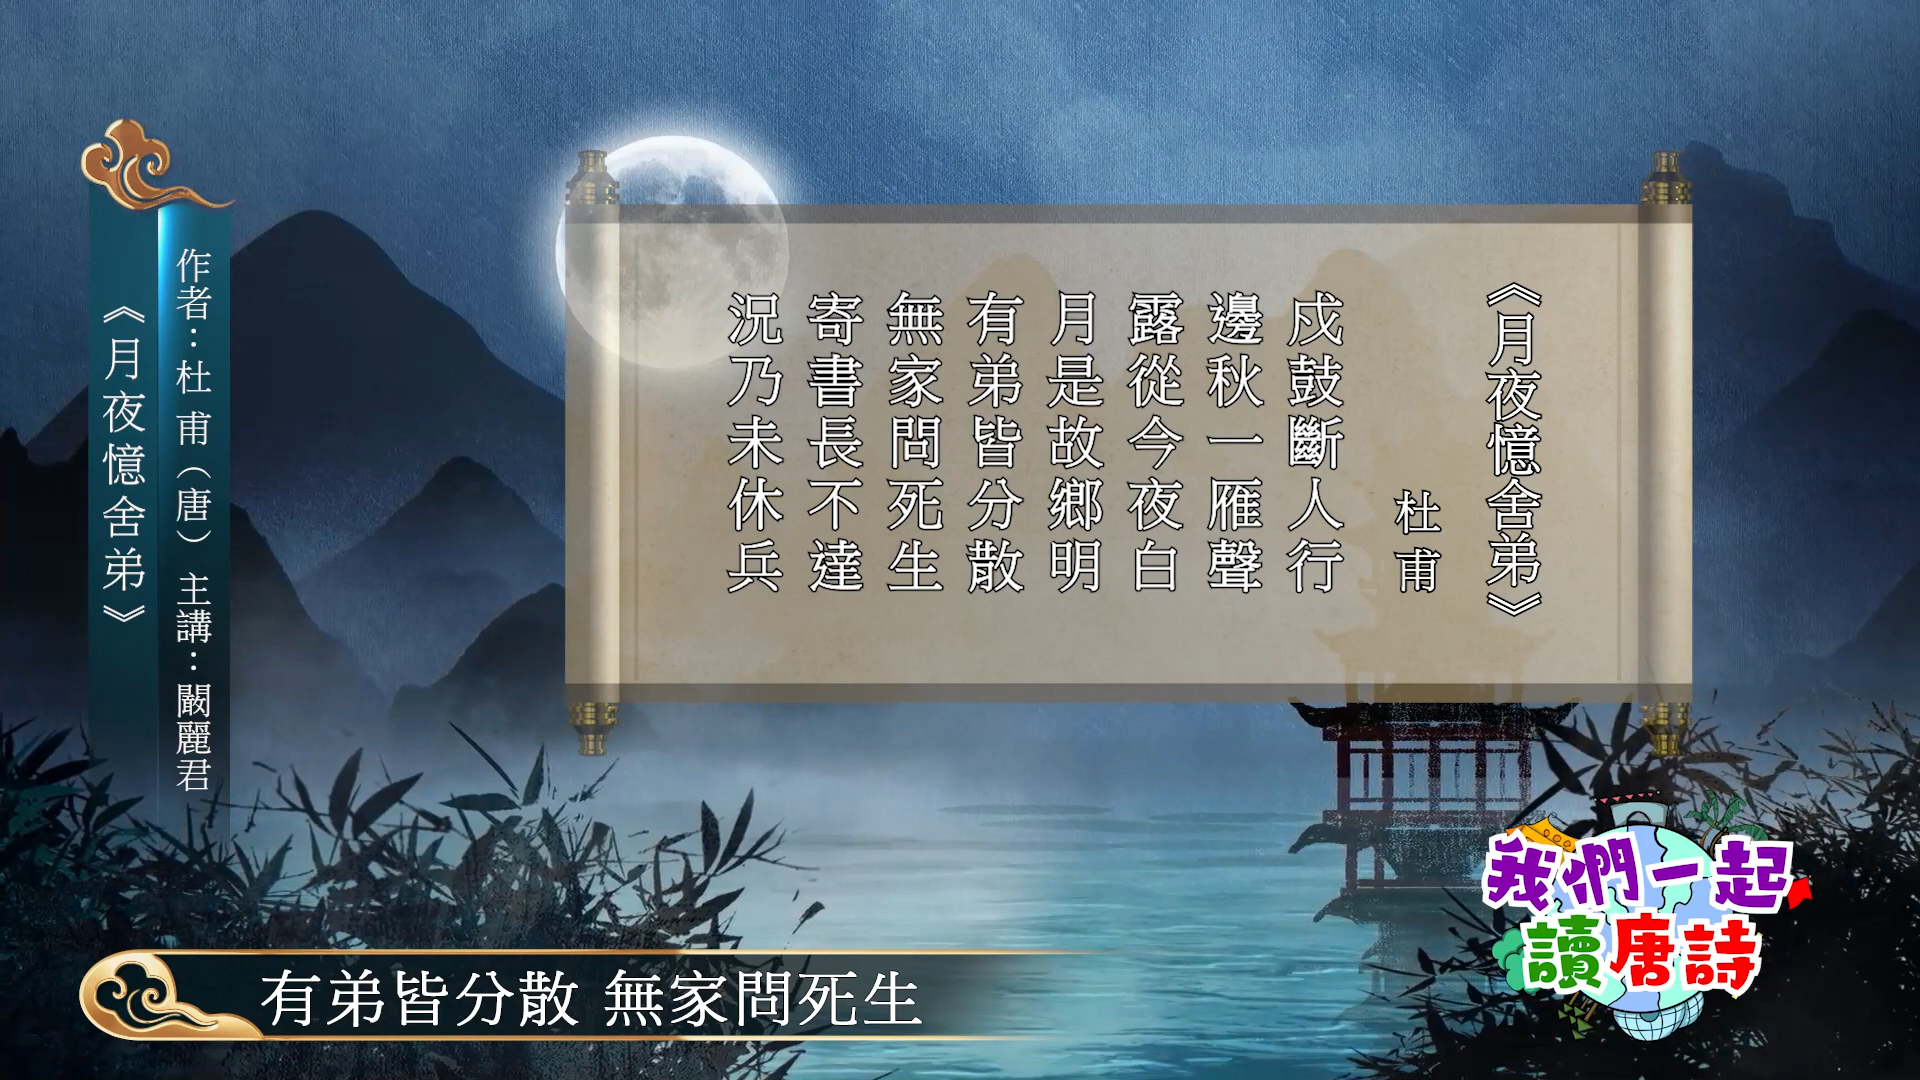 《月夜憶舍弟》
杜甫
戍鼓斷人行
邊秋一雁聲
露從今夜白
月是故鄉明
有弟皆分散
無家問死生
寄書長不達
況乃未休兵
作者：杜甫（唐） 主講：闞麗君
《月夜憶舍弟》
有弟皆分散 無家問死生
我們一起
讀唐詩